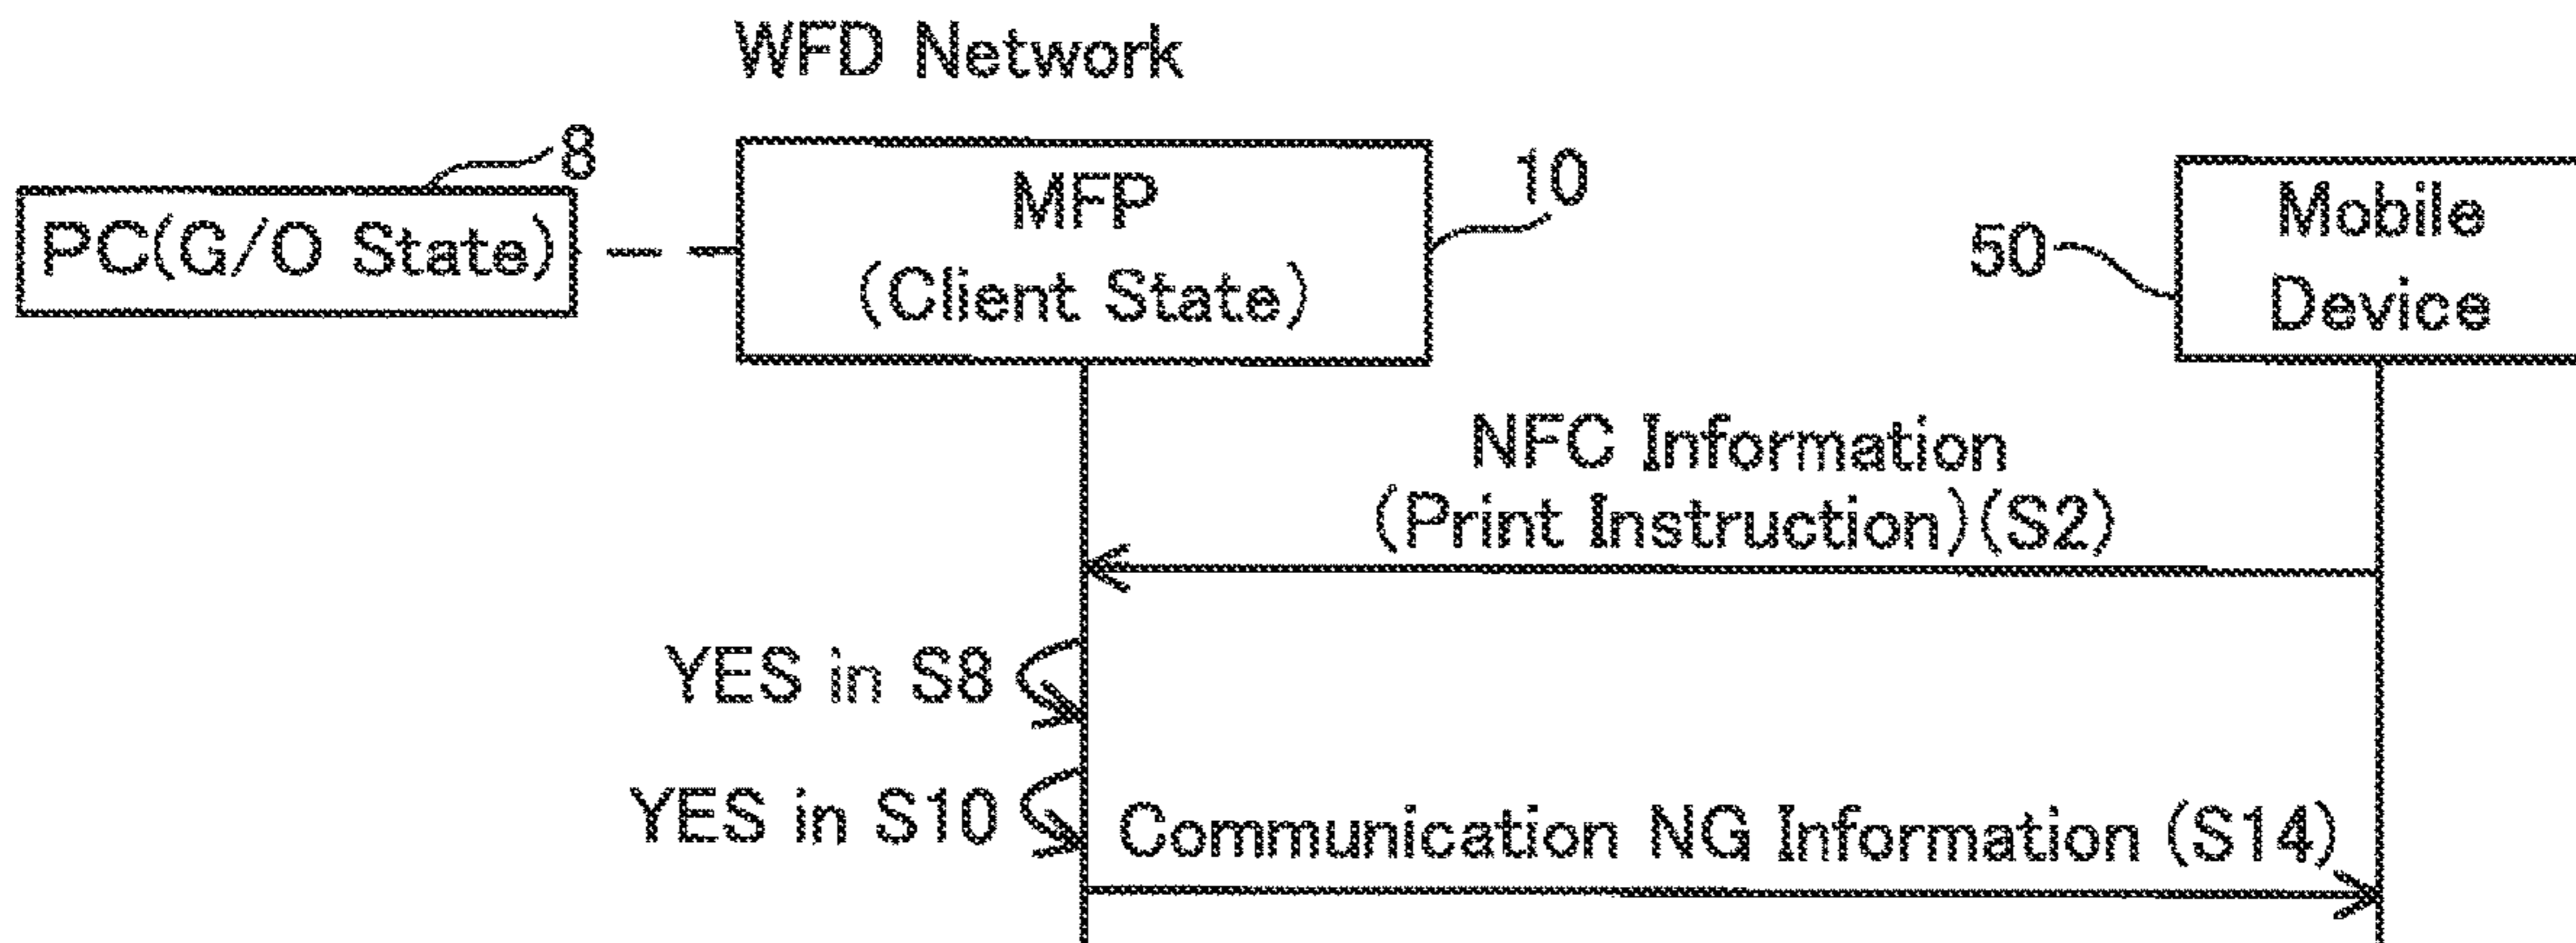 WFD Network
8
PC(G/O State)
MFP
(Client State)
10
50
Mobile
Device
NFC Information
(Print Instruction)(S2)
YES in S8
YES in S10
Communication NG Information (S14)